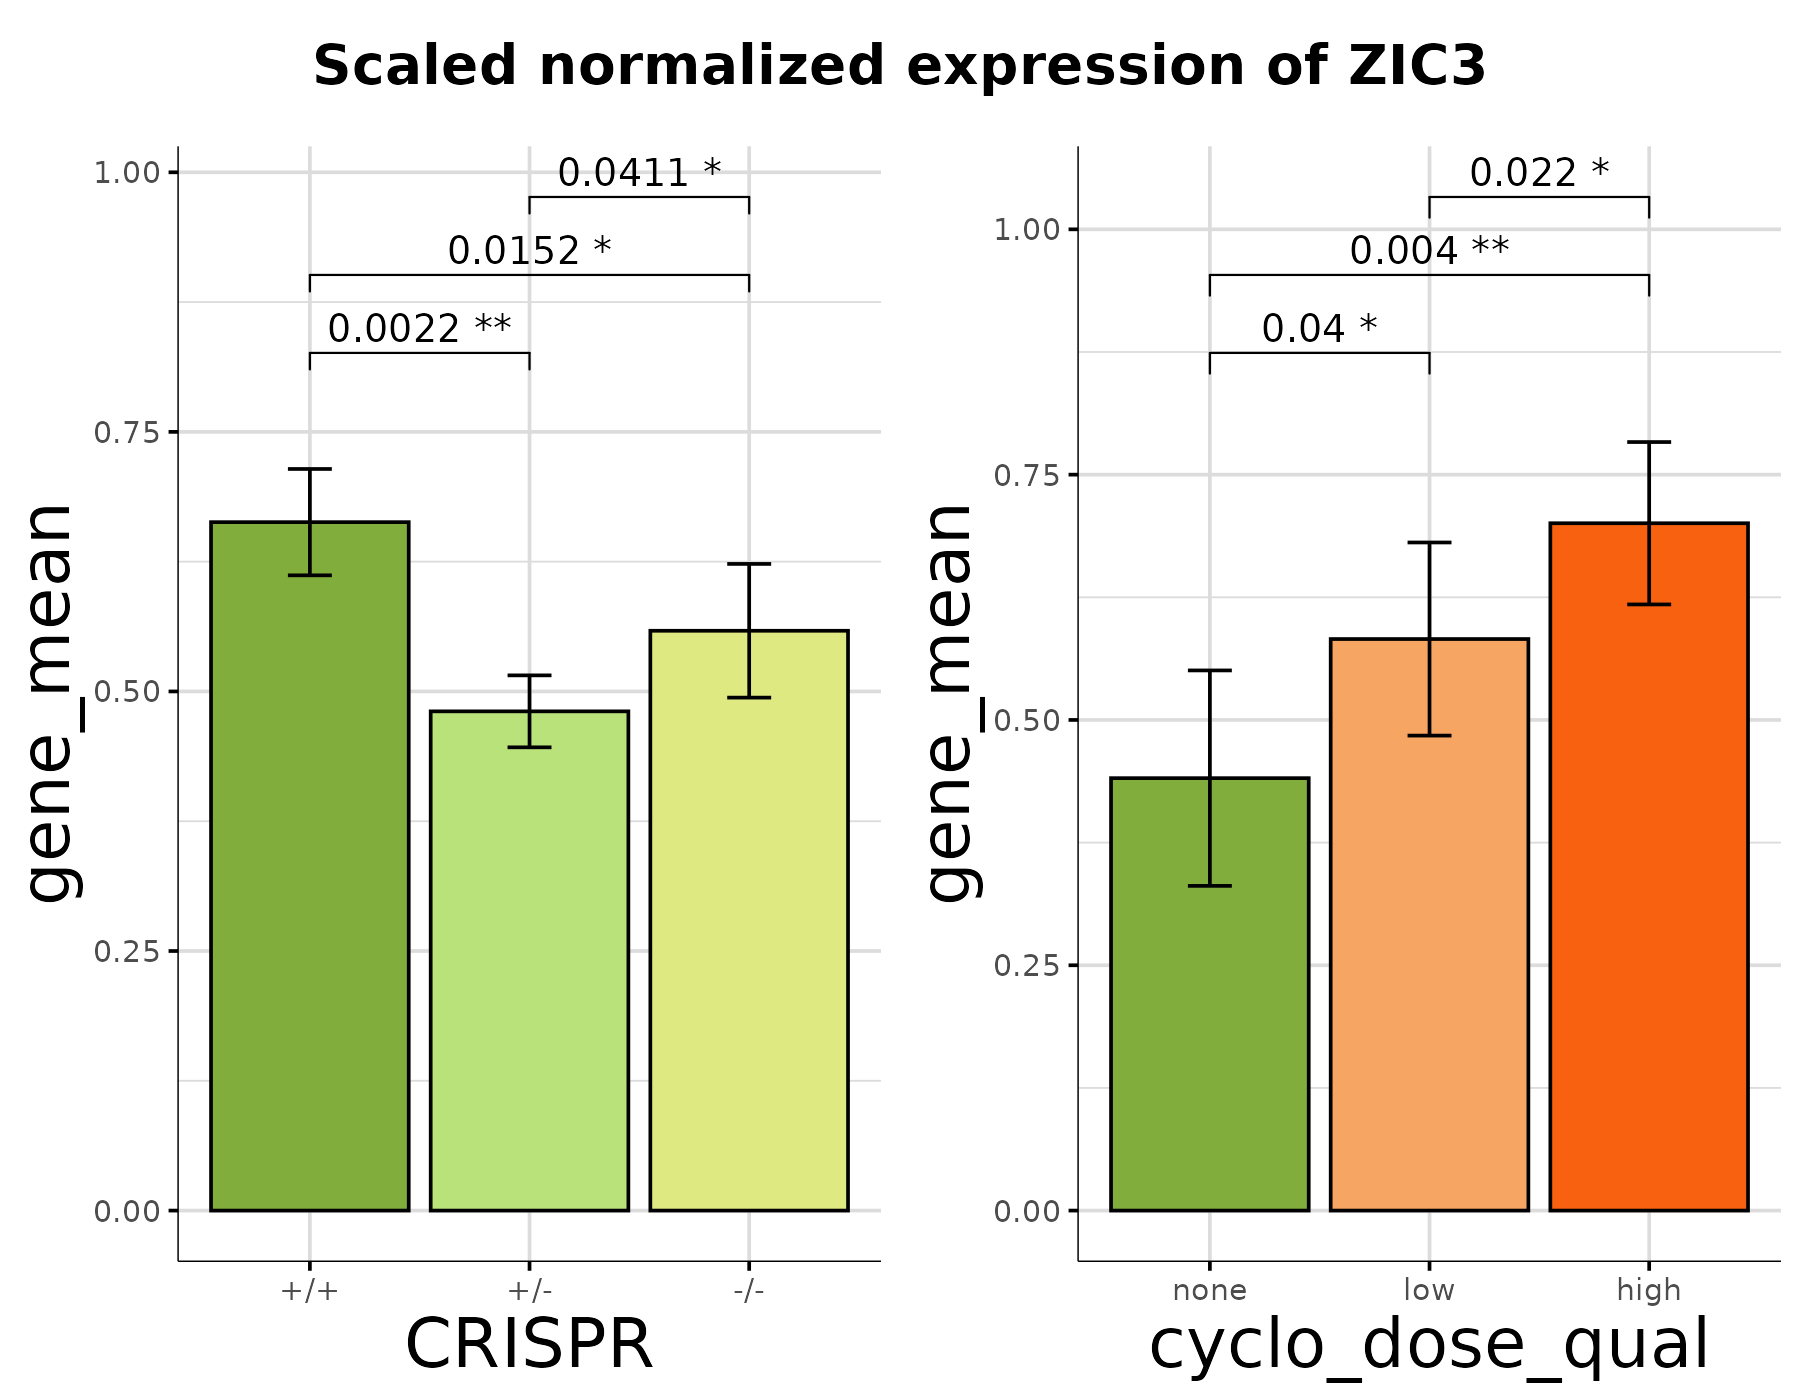 Scaled normalized expression of ZIC3
gene_mean
1.00
0.75
0.50
0.25
0.00
0.0411 *
0.0152 *
0.0022 **
+/+
+/-
-/-
CRISPR
gene_mean
1.00
0.75
0.50
0.25
0.00
0.022 *
0.004 **
0.04 *
none
low
high
cyclo_dose_qual